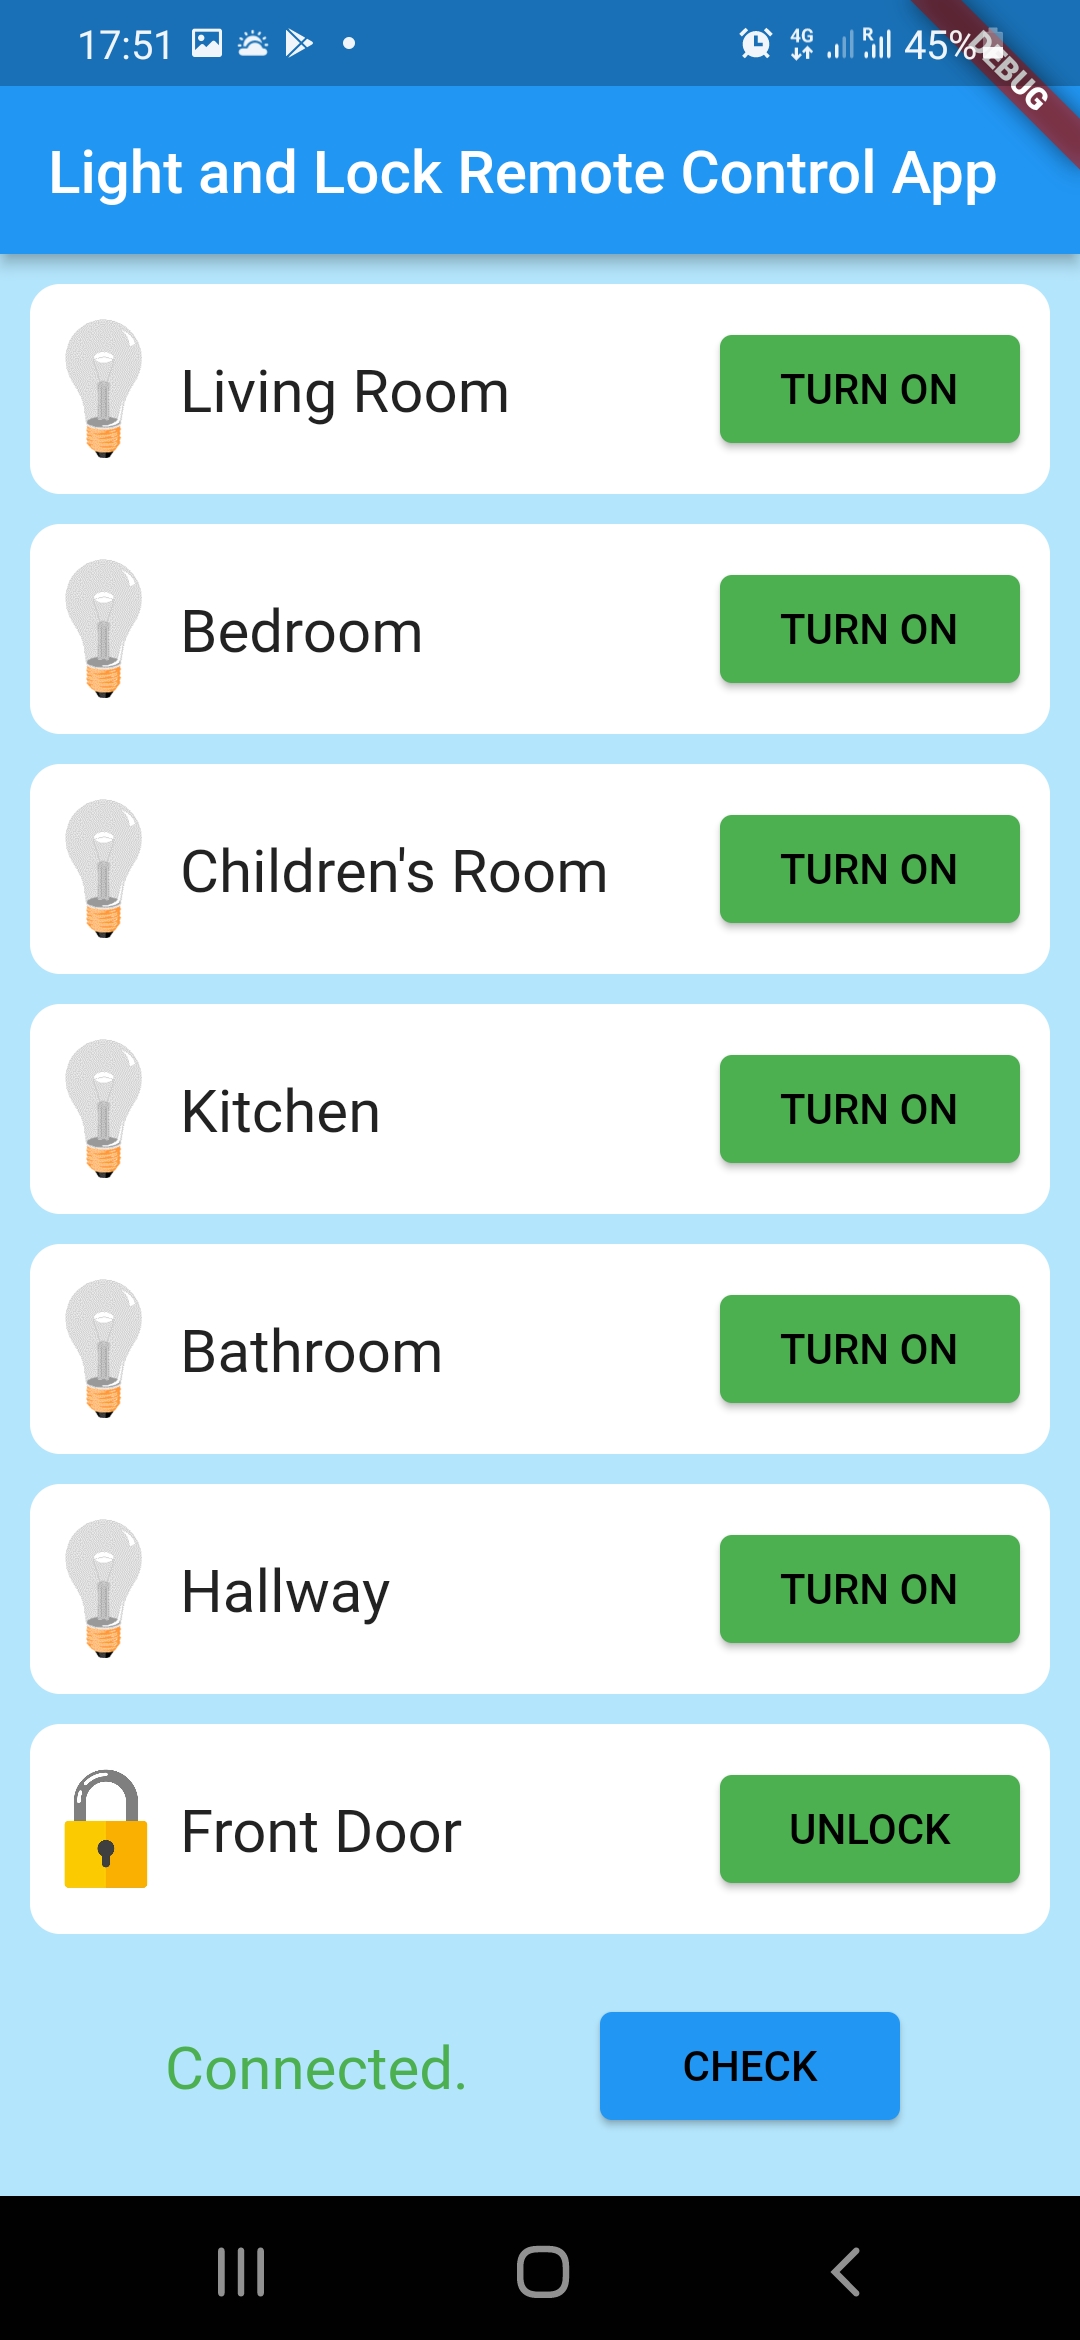 17:51
4G
R
45%
DEBUG
Light and Lock Remote Control App
Living Room
TURN ON
Bedroom
TURN ON
Children's Room
TURN ON
Kitchen
TURN ON
Bathroom
TURN ON
Hallway
TURN ON
Front Door
UNLOCK
Connected.
CHECK